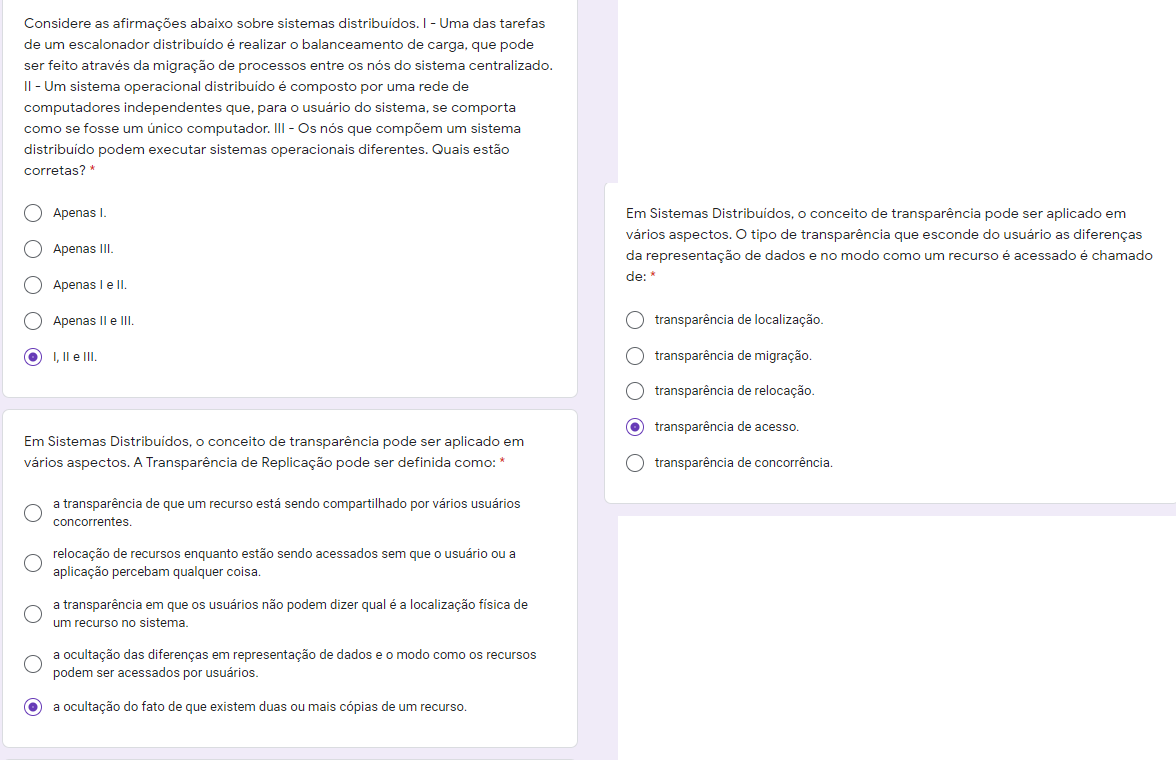 Considere as afirmações abaixo sobre sistemas distribuídos. I - Uma das tarefas
de um escalonador distribuído é realizar o balanceamento de carga, que pode
ser feito através da migração de processos entre os nós do sistema centralizado.
II - Um sistema operacional distribuído é composto por uma rede de
computadores independentes que, para o usuário do sistema, se comporta
como se fosse um único computador. III - Os nós que compõem um sistema
distribuído podem executar sistemas operacionais diferentes. Quais estão
corretas? *
Apenas I.
Apenas III.
Apenas I e II.
Apenas II e III.
I, II e III.
Em Sistemas Distribuídos, o conceito de transparência pode ser aplicado em
vários aspectos. A Transparência de Replicação pode ser definida como: *
a transparência de que um recurso está sendo compartilhado por vários usuários
concorrentes.
relocação de recursos enquanto estão sendo acessados sem que o usuário ou a
aplicação percebam qualquer coisa.
a transparência em que os usuários não podem dizer qual é a localização física de
um recurso no sistema.
a ocultação das diferenças em representação de dados e o modo como os recursos
podem ser acessados por usuários.
a ocultação do fato de que existem duas ou mais cópias de um recurso.
Em Sistemas Distribuídos, o conceito de transparência pode ser aplicado em
vários aspectos. O tipo de transparência que esconde do usuário as diferenças
da representação de dados e no modo como um recurso é acessado é chamado
de: *
transparência de localização.
transparência de migração.
transparência de relocação.
transparência de acesso.
transparência de concorrência.